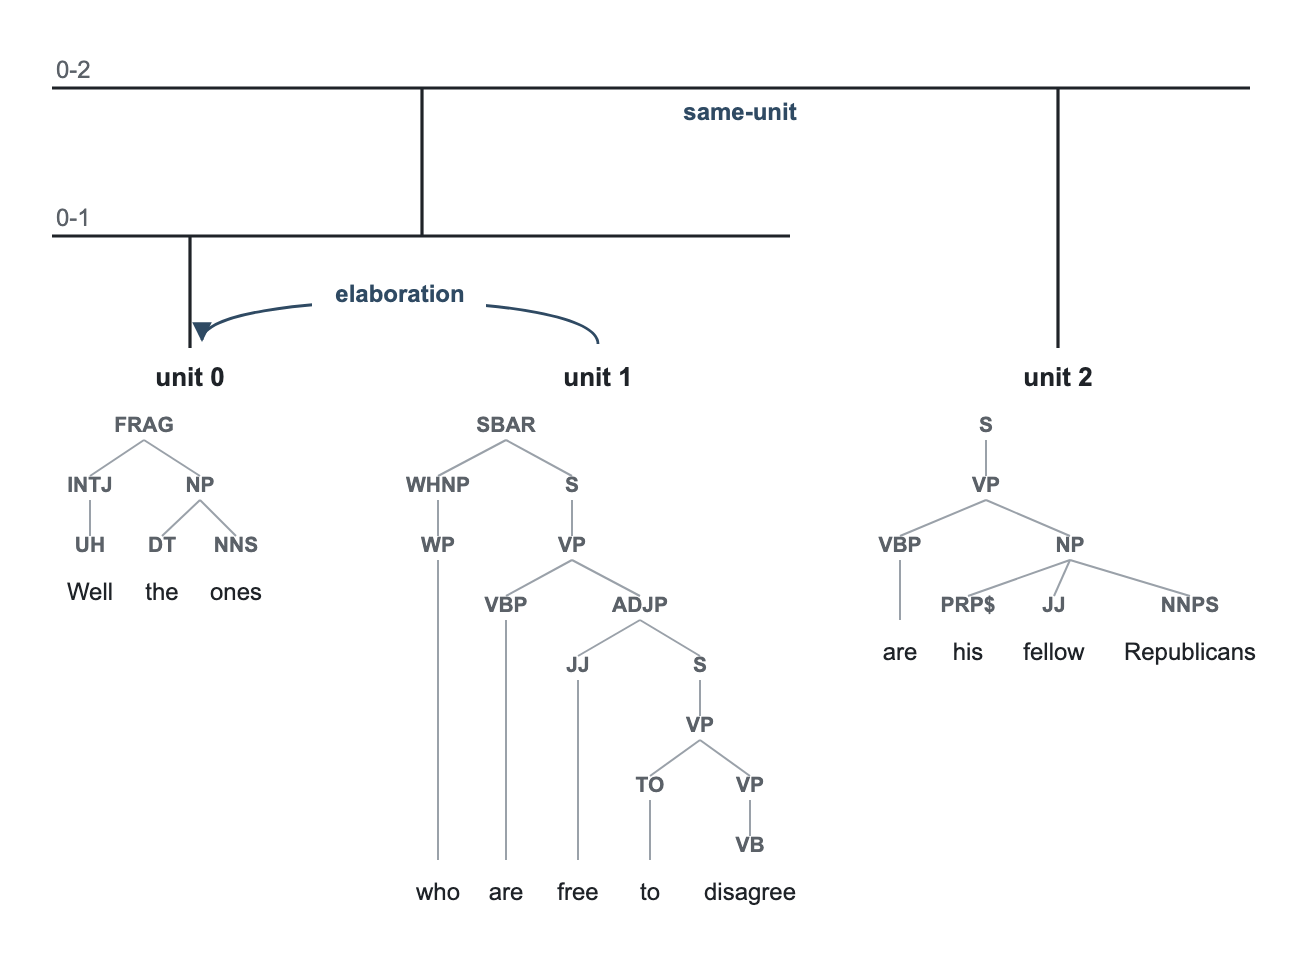 0-2
same-unit
0-1
elaboration
unit 0 unit 1 unit 2
FRAG SBAR S
INTJ NP WHNP S VP
UH DT NNS WP VP VBP NP
Well the ones VBP ADJP PRP$ JJ NNPS
are his fellow Republicans
JJ S
VP
TO VP
VB
who are free to disagree